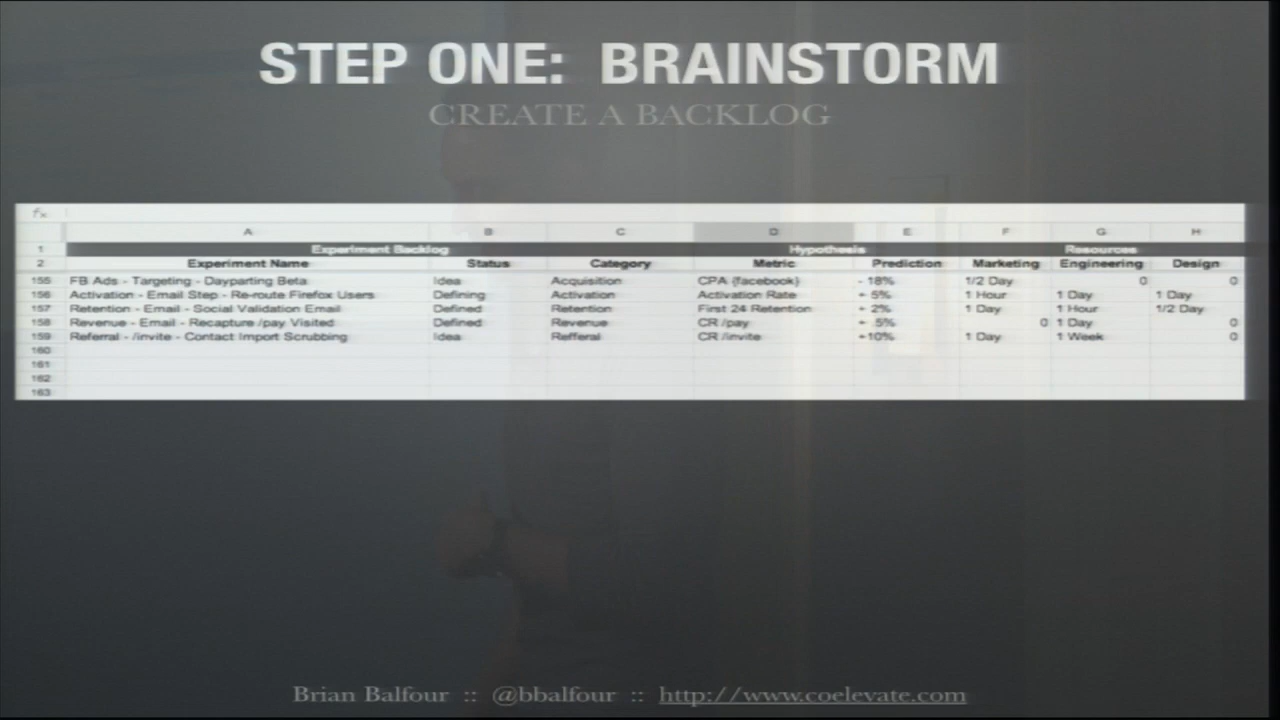 STEP ONE: BRAINSTORM
CREATE A BACKLOG
fx
A B C D E F G H
1 Experiment Backlog Hypothesis Resources
2 Experiment Name Status Category Metric Prediction Marketing Engineering Design
155 FB Ads - Targeting - Dayparting Beta Idea Acquisition CPA (facebook) - 18% 1/2 Day 0 0
156 Activation - Email Step - Re-route Firefox Users Defining Activation Activation Rate + 5% 1 Hour 1 Day 1 Day
157 Retention - Email - Social Validation Email Defined Retention First 24 Retention + 2% 1 Day 1 Hour 1/2 Day
158 Revenue - Email - Recapture /pay Visited Defined Revenue CR /pay + .5% 0 1 Day 0
159 Referral - /invite - Contact Import Scrubbing Idea Refferal CR /invite +10% 1 Day 1 Week 0
160
161
162
163
Brian Balfour :: @bbalfour :: http://www.coelevate.com